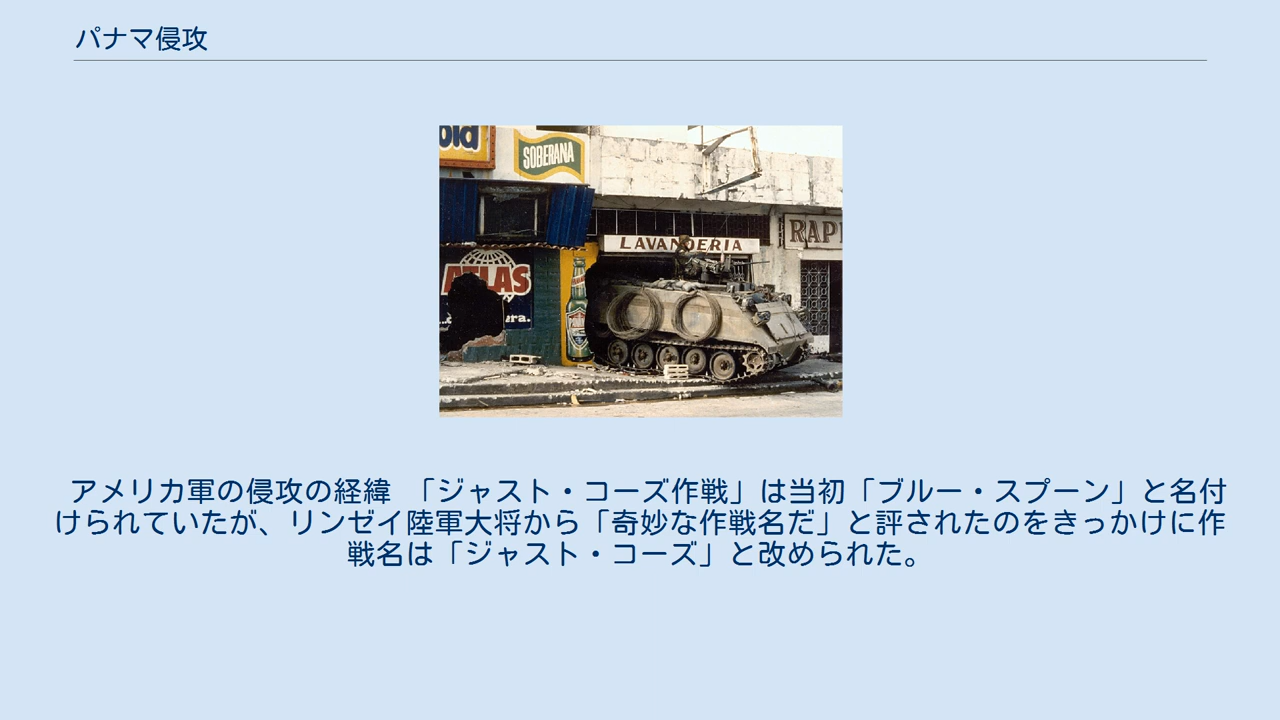 パナマ侵攻
SOBERANA
LAVANDERIA
ATLAS
アメリカ軍の侵攻の経緯 「ジャスト・コーズ作戦」は当初「ブルー・スプーン」と名付
けられていたが、リンゼイ陸軍大将から「奇妙な作戦名だ」と評されたのをきっかけに作
戦名は「ジャスト・コーズ」と改められた。